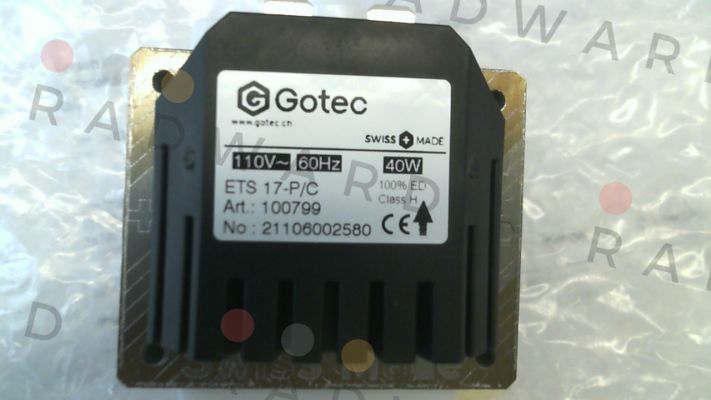 Gotec
www.gotec.ch
SWISS MADE
110V~ 60Hz 40W
ETS 17-P/C 100% ED
Art.: 100799 Class H
No : 21106002580 CE
RADWARD
RADWARD